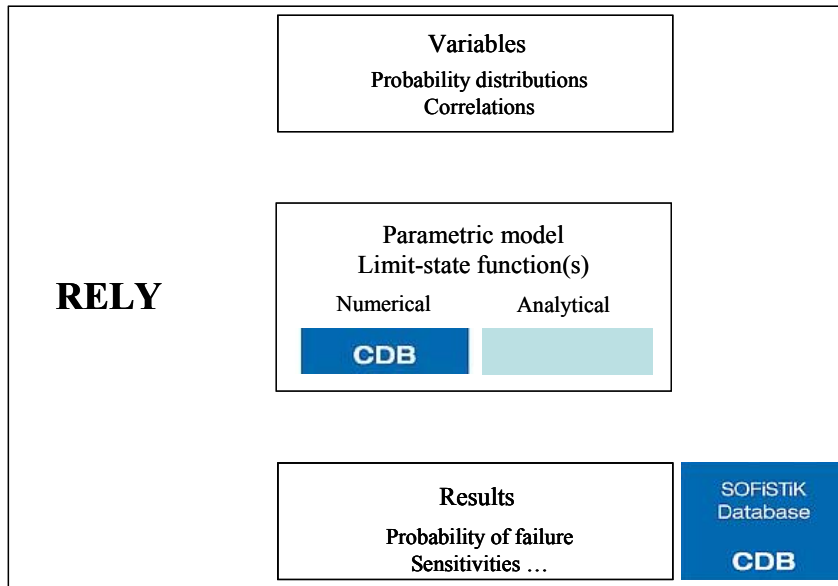 Variables
Probability distributions
Correlations
RELY
Parametric model
Limit-state function(s)
Numerical Analytical
CDB
Results
Probability of failure
Sensitivities ...
SOFiSTiK
Database
CDB